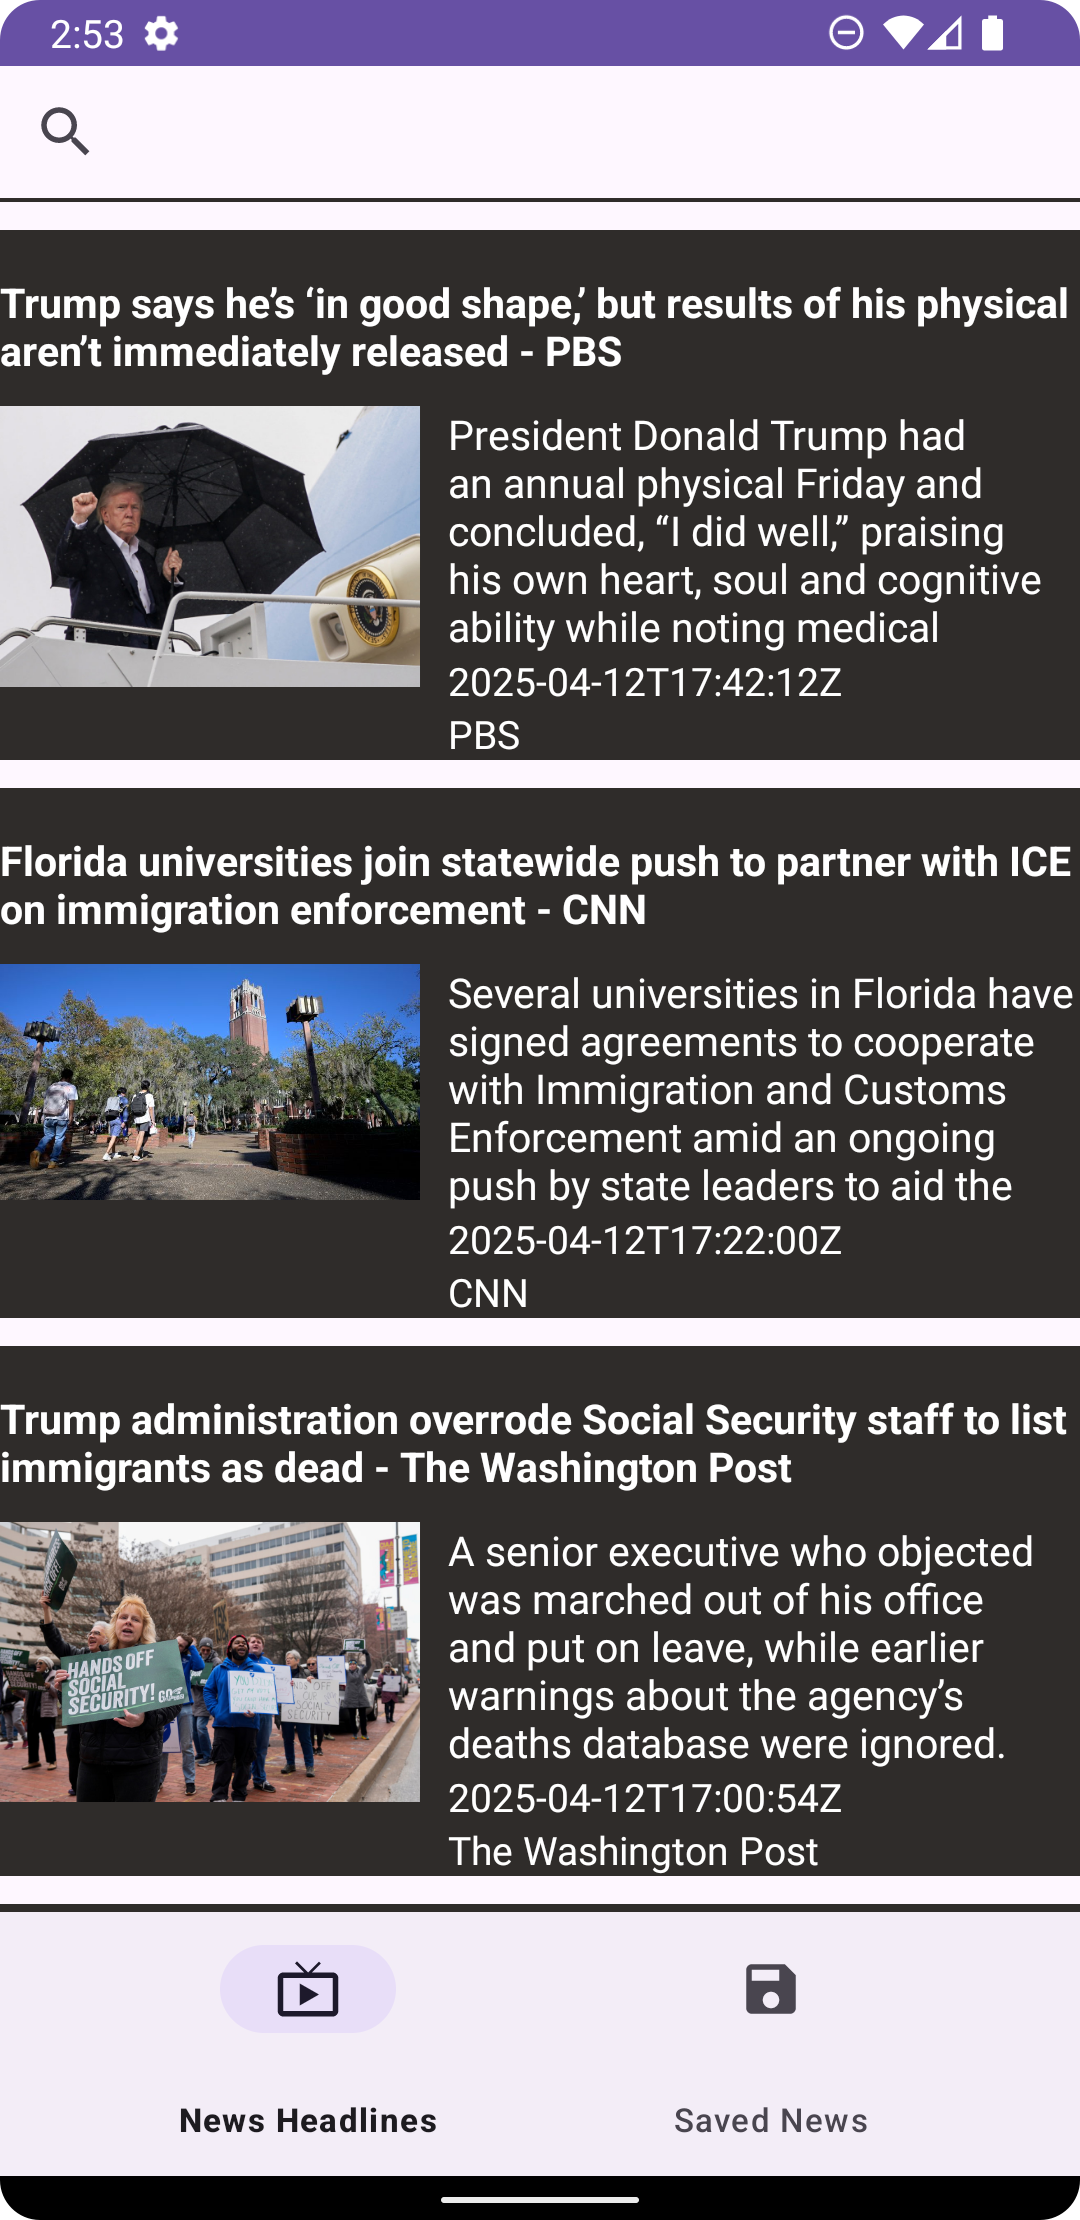 2:53
Trump says he’s ‘in good shape,’ but results of his physical
aren’t immediately released - PBS
President Donald Trump had
an annual physical Friday and
concluded, “I did well,” praising
his own heart, soul and cognitive
ability while noting medical
2025-04-12T17:42:12Z
PBS
Florida universities join statewide push to partner with ICE
on immigration enforcement - CNN
Several universities in Florida have
signed agreements to cooperate
with Immigration and Customs
Enforcement amid an ongoing
push by state leaders to aid the
2025-04-12T17:22:00Z
CNN
Trump administration overrode Social Security staff to list
immigrants as dead - The Washington Post
HANDS OFF
SOCIAL
SECURITY!
A senior executive who objected
was marched out of his office
and put on leave, while earlier
warnings about the agency’s
deaths database were ignored.
2025-04-12T17:00:54Z
The Washington Post
News Headlines
Saved News